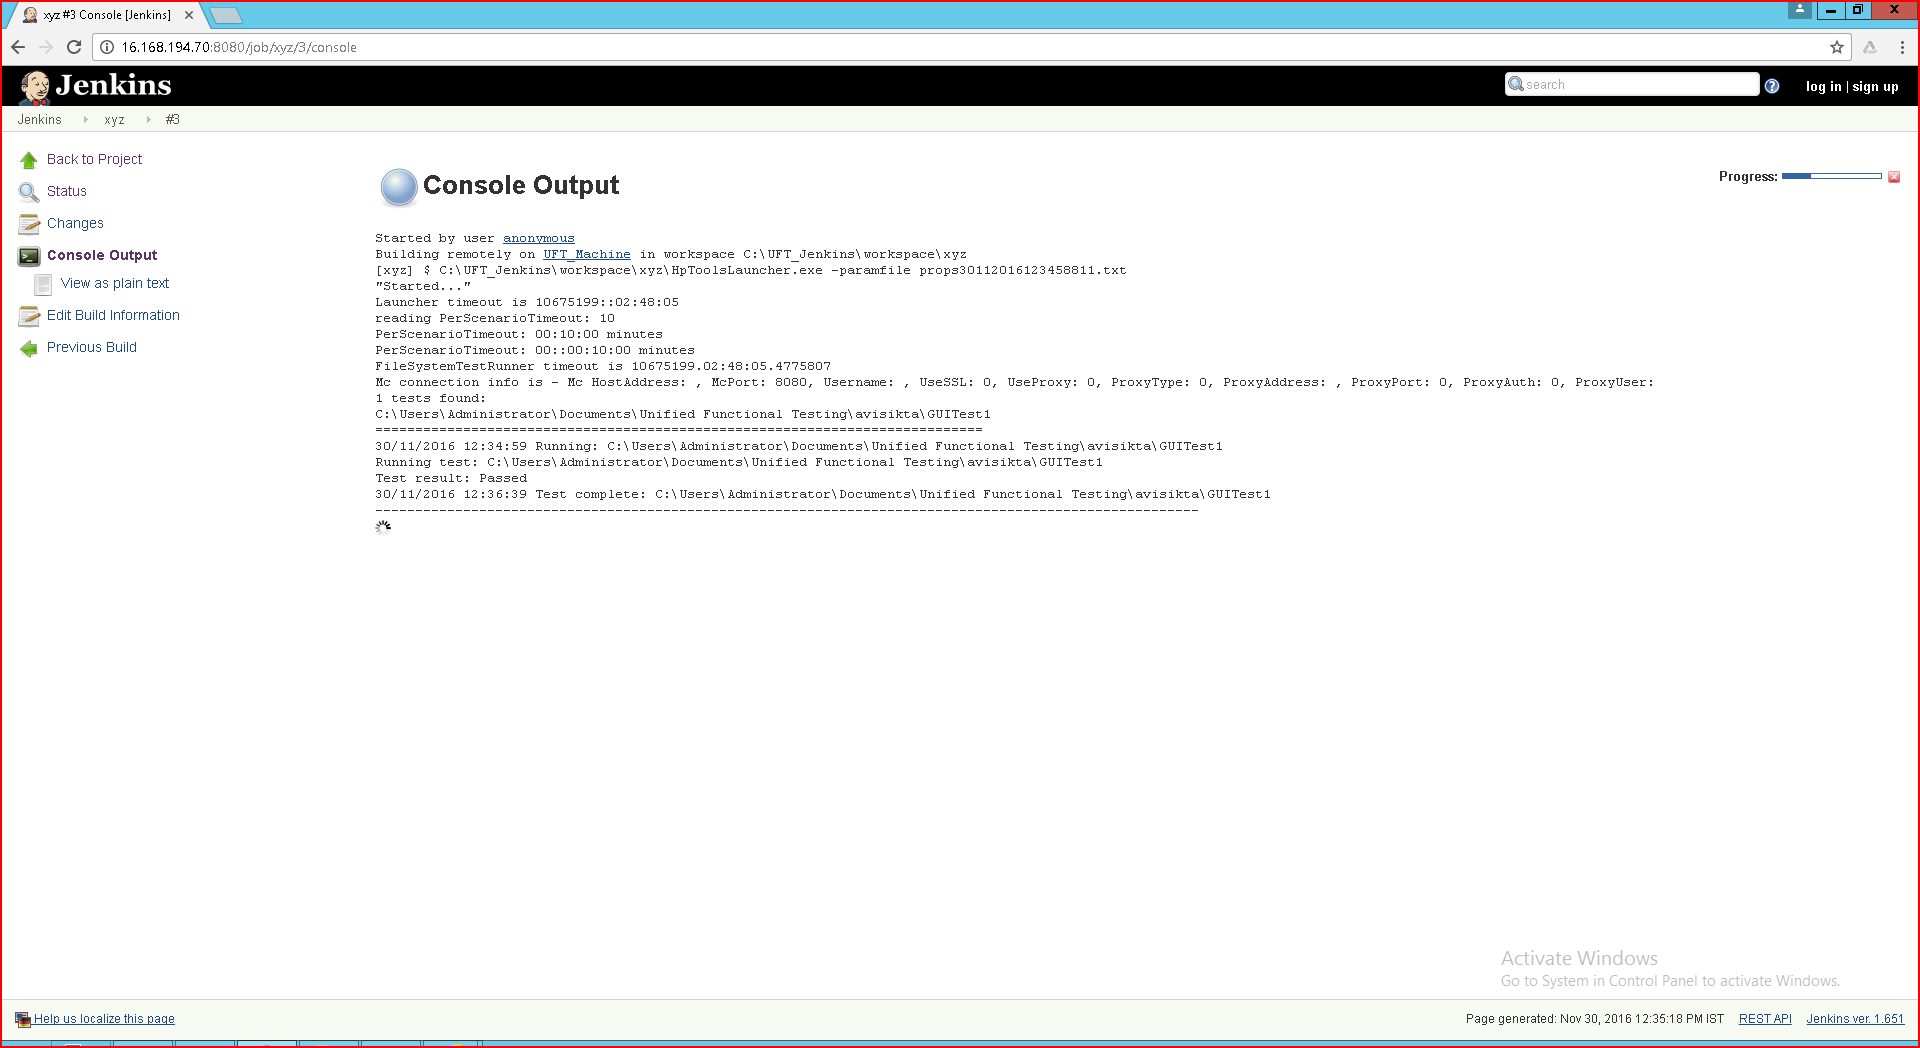 xyz #3 Console [Jenkins]
16.168.194.70:8080/job/xyz/3/console
Jenkins
search
log in | sign up
Jenkins
xyz
#3
Back to Project
Status
Changes
Console Output
View as plain text
Edit Build Information
Previous Build
Console Output
Progress:
Started by user anonymous
Building remotely on UFT_Machine in workspace C:\UFT_Jenkins\workspace\xyz
[xyz] $ C:\UFT_Jenkins\workspace\xyz\HpToolsLauncher.exe -paramfile props30112016123458811.txt
"Started..."
Launcher timeout is 10675199::02:48:05
reading PerScenarioTimeout: 10
PerScenarioTimeout: 00:10:00 minutes
PerScenarioTimeout: 00::00:10:00 minutes
FileSystemTestRunner timeout is 10675199.02:48:05.4775807
Mc connection info is - Mc HostAddress: , McPort: 8080, Username: , UseSSL: 0, UseProxy: 0, ProxyType: 0, ProxyAddress: , ProxyPort: 0, ProxyAuth: 0, ProxyUser:
1 tests found:
C:\Users\Administrator\Documents\Unified Functional Testing\avisikta\GUITest1
============================================================================
30/11/2016 12:34:59 Running: C:\Users\Administrator\Documents\Unified Functional Testing\avisikta\GUITest1
Running test: C:\Users\Administrator\Documents\Unified Functional Testing\avisikta\GUITest1
Test result: Passed
30/11/2016 12:36:39 Test complete: C:\Users\Administrator\Documents\Unified Functional Testing\avisikta\GUITest1
-------------------------------------------------------------------------------------------------------
Activate Windows
Go to System in Control Panel to activate Windows.
Help us localize this page
Page generated: Nov 30, 2016 12:35:18 PM IST
REST API
Jenkins ver. 1.651